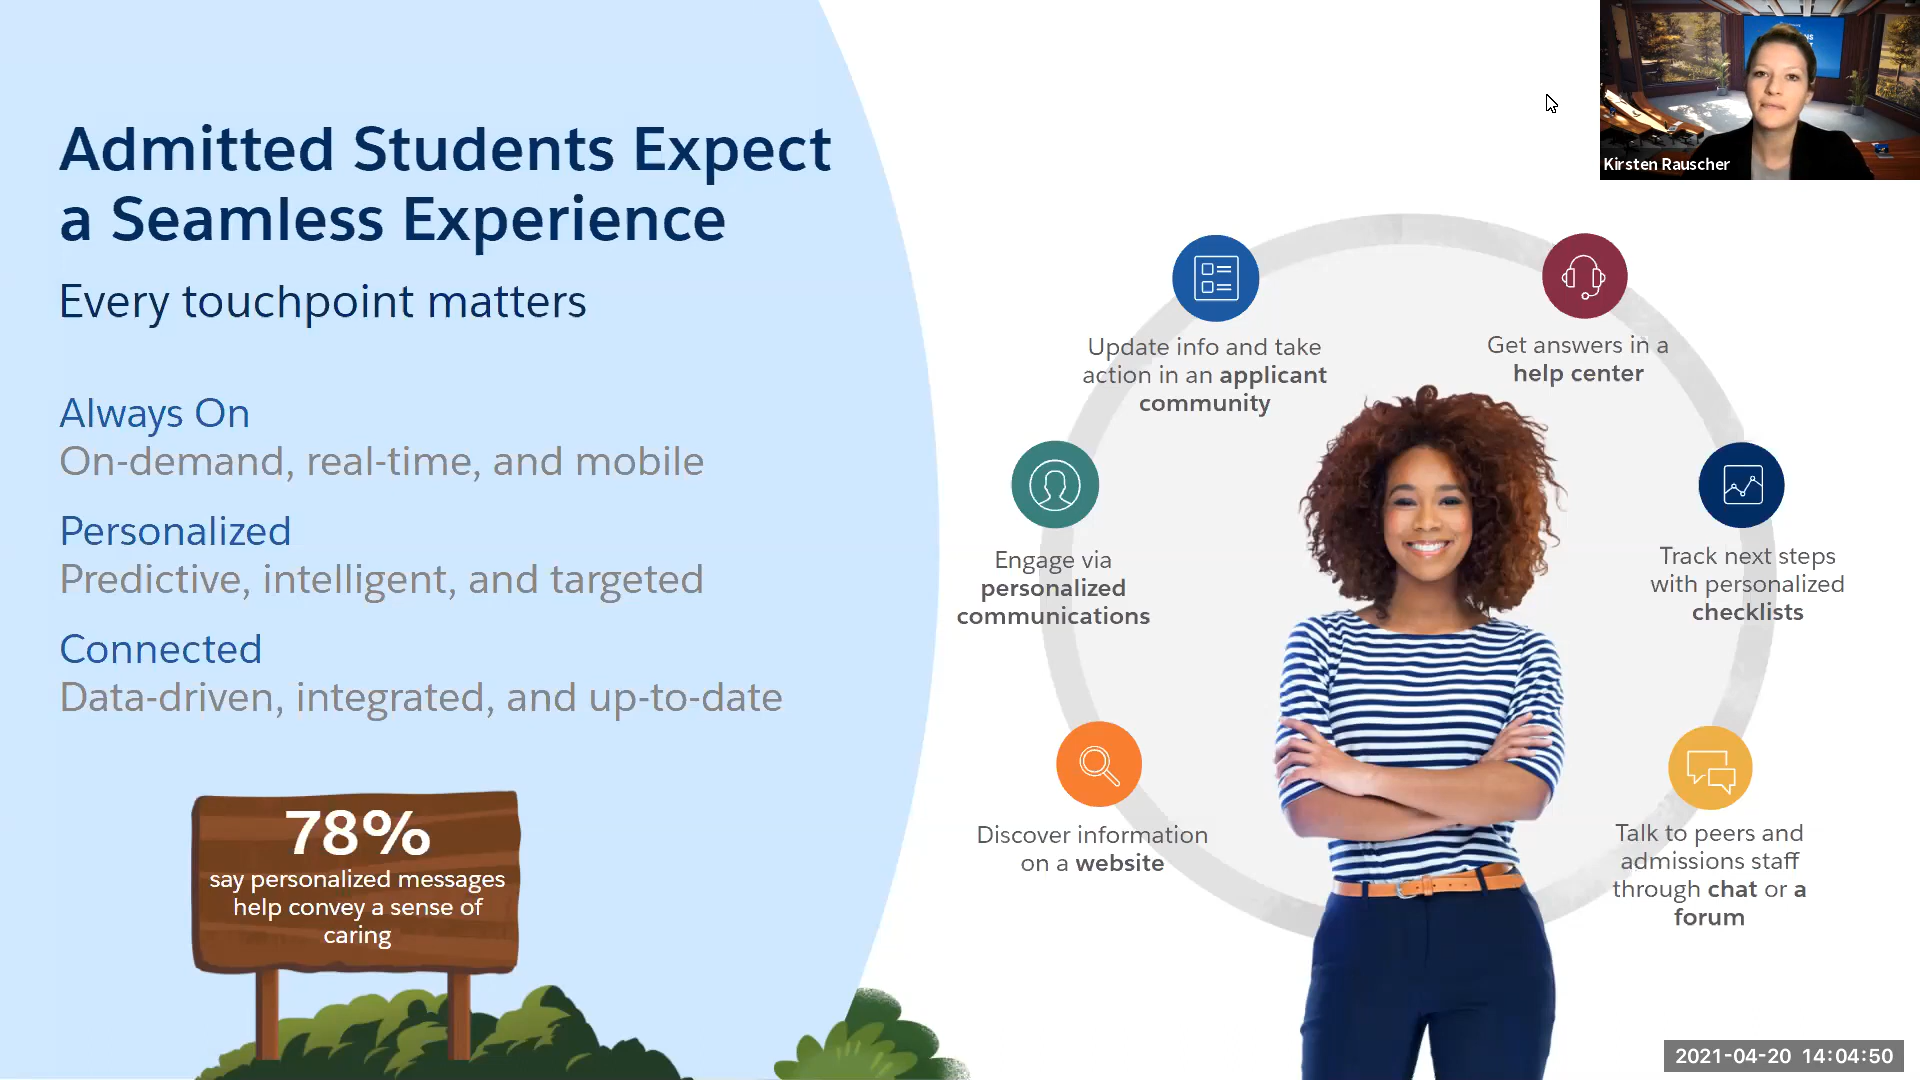 Admitted Students Expect
a Seamless Experience
Every touchpoint matters
Always On
On-demand, real-time, and mobile
Personalized
Predictive, intelligent, and targeted
Connected
Data-driven, integrated, and up-to-date
78%
say personalized messages
help convey a sense of
caring
Update info and take
action in an applicant
community
Get answers in a
help center
Engage via
personalized
communications
Track next steps
with personalized
checklists
Discover information
on a website
Talk to peers and
admissions staff
through chat or a
forum
Kirsten Rauscher
2021-04-20 14:04:50